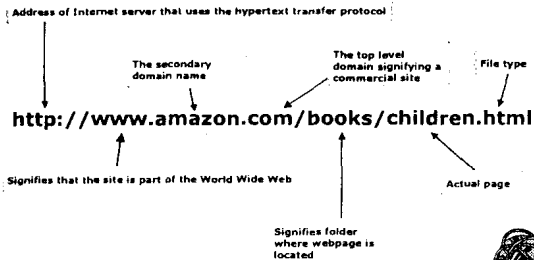 Address of Internet server that uses the hypertext transfer protocol
The secondary
domain name
The top level
domain signifying a
commercial site
File type
http://www.amazon.com/books/children.html
Signifies that the site is part of the World Wide Web
Actual page
Signifies folder
where webpage is
located